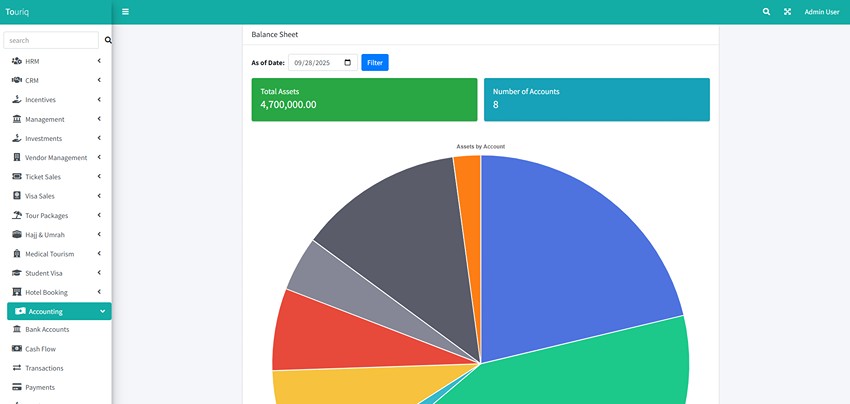 Touriq
Admin User
search
HRM
CRM
Incentives
Management
Investments
Vendor Management
Ticket Sales
Visa Sales
Tour Packages
Hajj & Umrah
Medical Tourism
Student Visa
Hotel Booking
Accounting
Bank Accounts
Cash Flow
Transactions
Payments
Balance Sheet
As of Date: 09/28/2025 Filter
Total Assets
4,700,000.00
Number of Accounts
8
Assets by Account